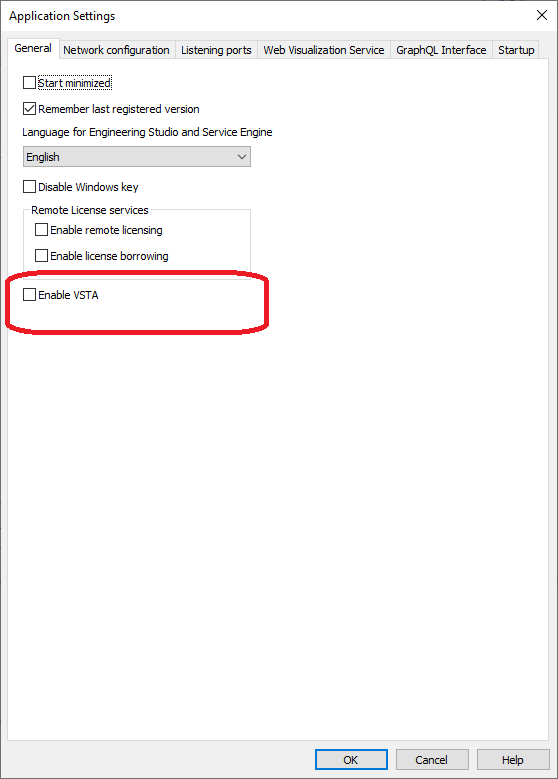 Application Settings
General Network configuration Listening ports Web Visualization Service GraphQL Interface Startup
Start minimized
Remember last registered version
Language for Engineering Studio and Service Engine
English
Disable Windows key
Remote License services
Enable remote licensing
Enable license borrowing
Enable VSTA
OK Cancel Help